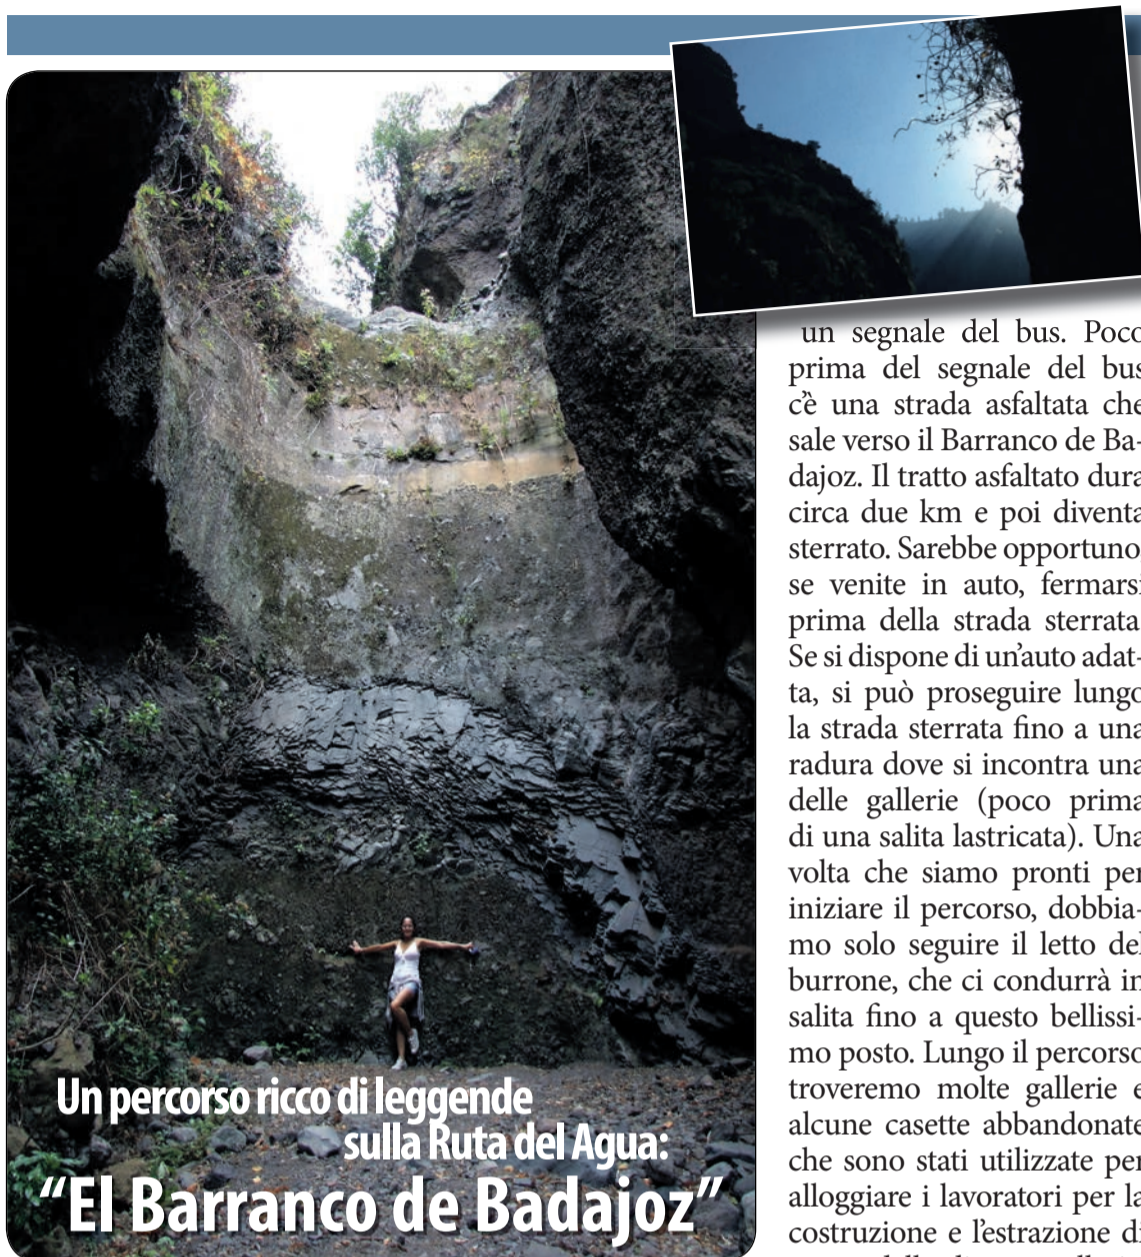 Un percorso ricco di leggende
sulla Ruta del Agua:
“El Barranco de Badajoz”
un segnale del bus. Poco
prima del segnale del bus
c’è una strada asfaltata che
sale verso il Barranco de Ba-
dajoz. Il tratto asfaltato dura
circa due km e poi diventa
sterrato. Sarebbe opportuno,
se venite in auto, fermarsi
prima della strada sterrata.
Se si dispone di un’auto adat-
ta, si può proseguire lungo
la strada sterrata fino a una
radura dove si incontra una
delle gallerie (poco prima
di una salita lastricata). Una
volta che siamo pronti per
iniziare il percorso, dobbia-
mo solo seguire il letto del
burrone, che ci condurrà in
salita fino a questo bellissi-
mo posto. Lungo il percorso
troveremo molte gallerie e
alcune casette abbandonate
che sono stati utilizzate per
alloggiare i lavoratori per la
costruzione e l’estrazione di